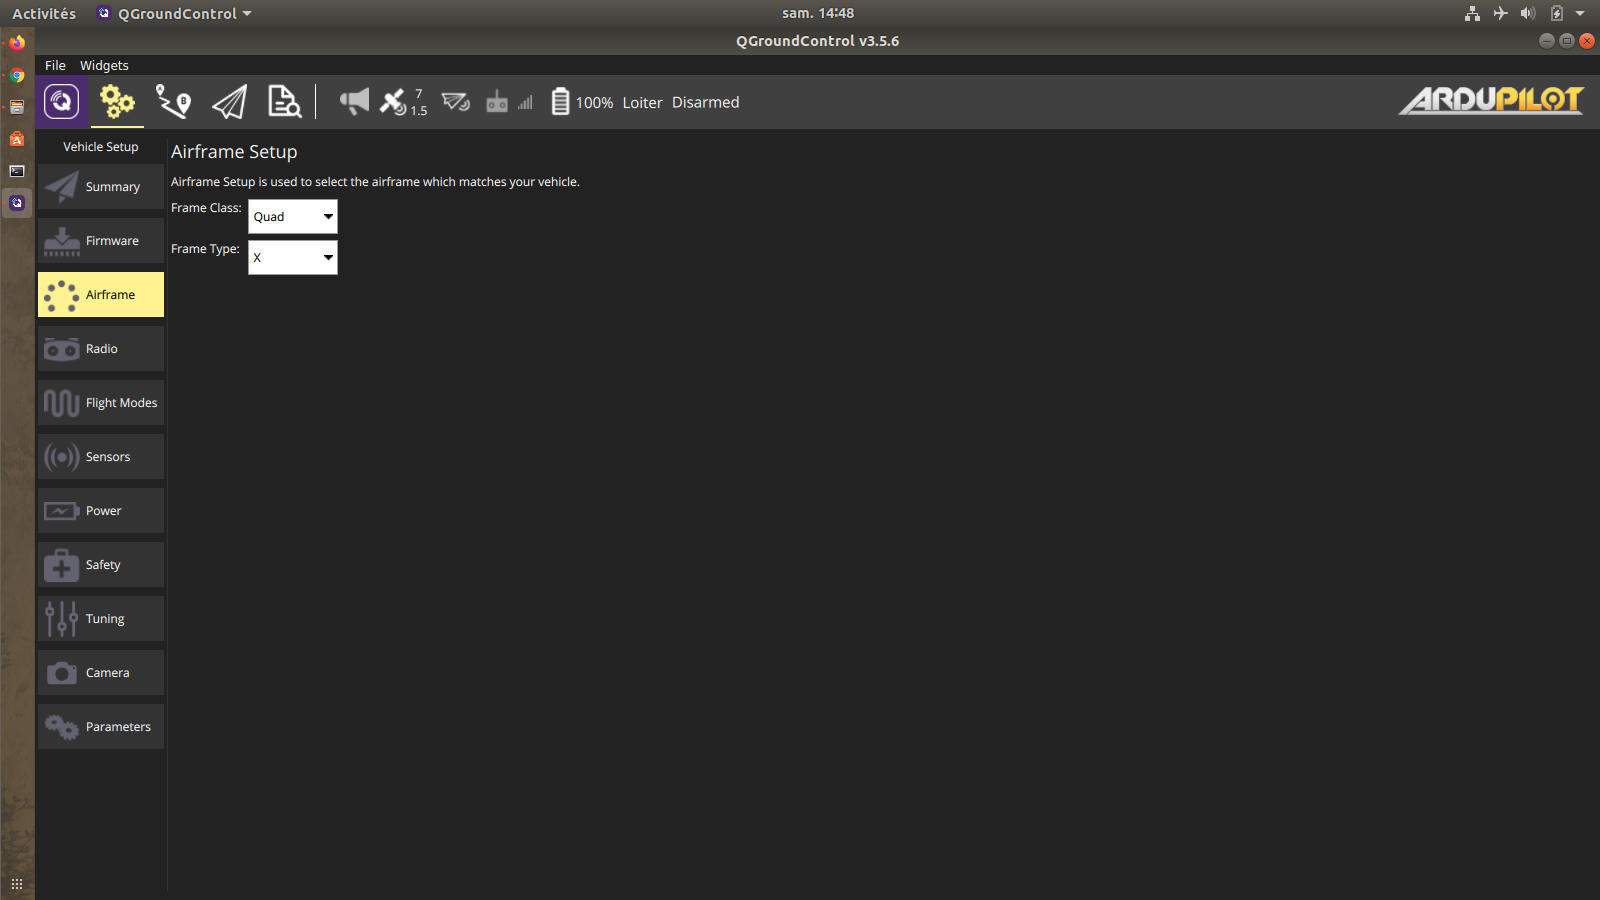 Activités QGroundControl sam. 14:48
QGroundControl v3.5.6
File Widgets
7
1.5
100% Loiter Disarmed
ARDUPILOT
Vehicle Setup
Summary
Firmware
Airframe
Radio
Flight Modes
Sensors
Power
Safety
Tuning
Camera
Parameters
Airframe Setup
Airframe Setup is used to select the airframe which matches your vehicle.
Frame Class: Quad
Frame Type: X